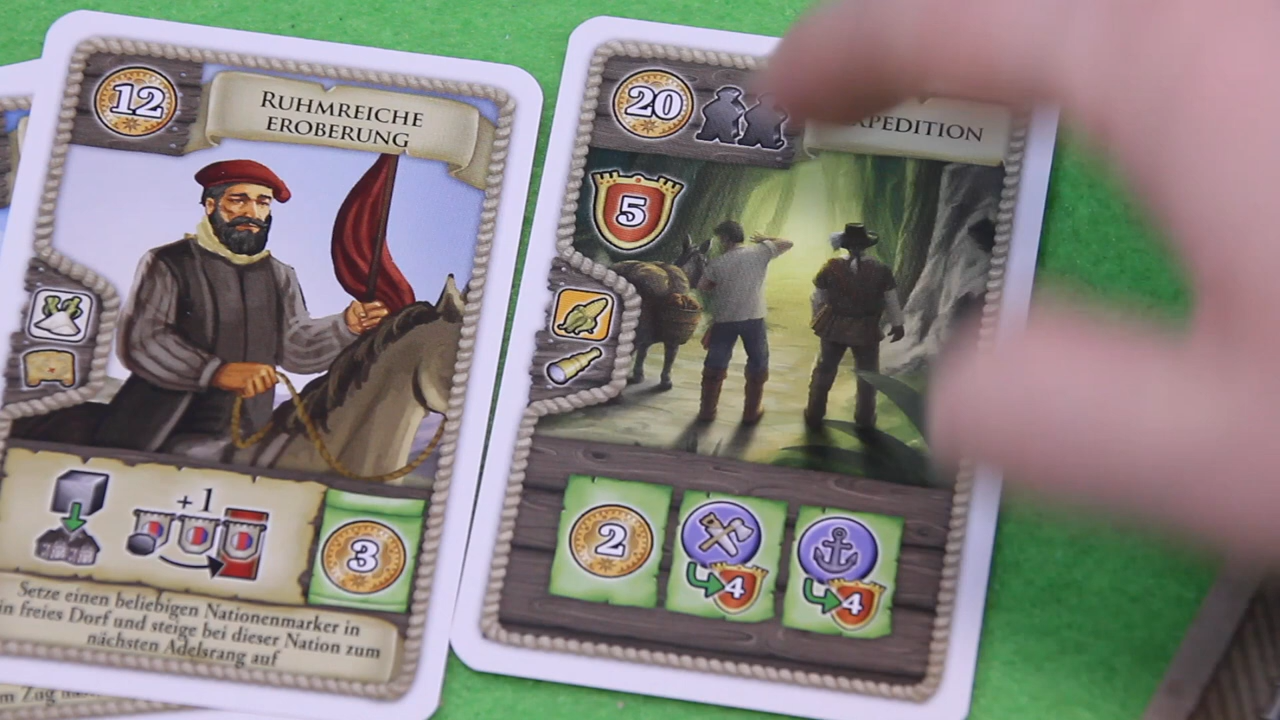 12
RUHMREICHE
EROBERUNG
+1
3
Setze einen beliebigen Nationenmarker in
in freies Dorf und steige bei dieser Nation zum
nächsten Adelsrang auf
m Zug
20
XPEDITION
5
2
4
4